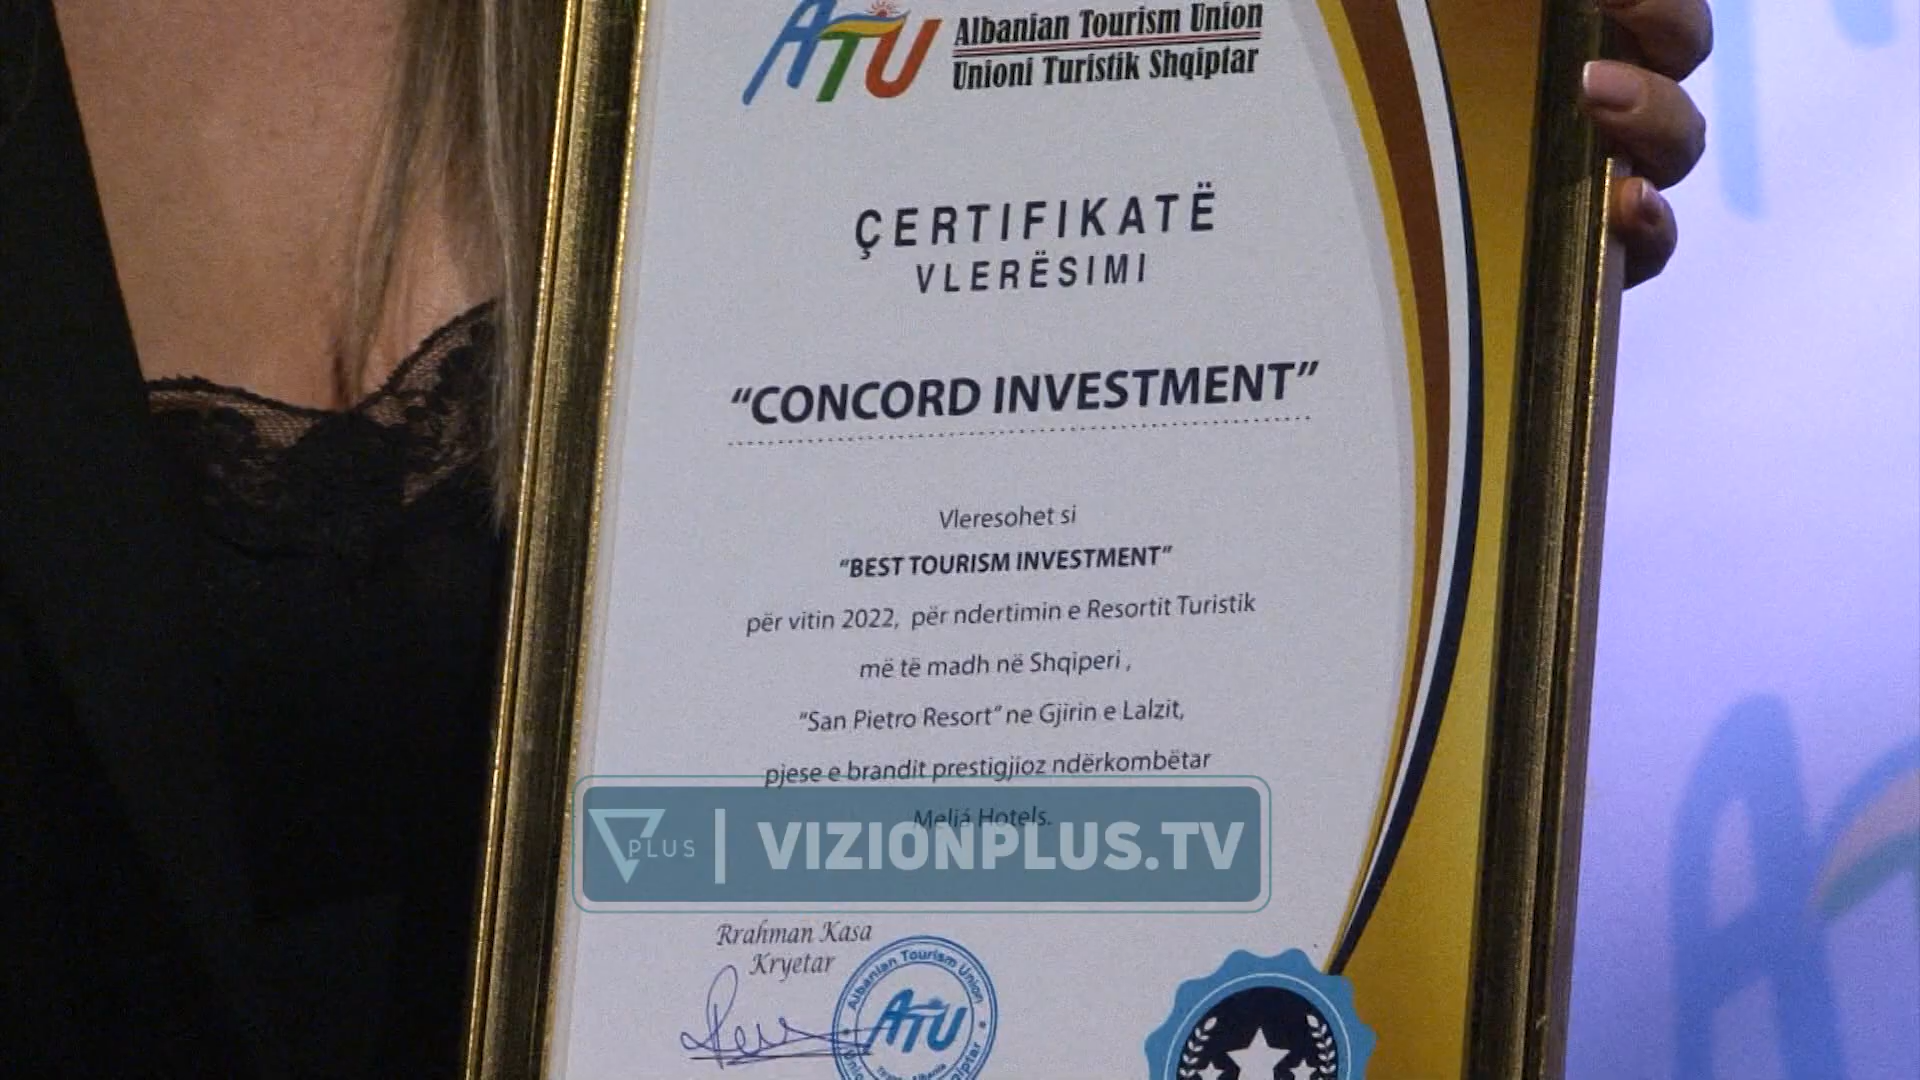 ATU Albanian Tourism Union
Unioni Turistik Shqiptar
ÇERTIFIKATË
VLERËSIMI
“CONCORD INVESTMENT”
Vleresohet si
“BEST TOURISM INVESTMENT”
për vitin 2022, për ndertimin e Resortit Turistik
më të madh në Shqiperi ,
“San Pietro Resort” ne Gjirin e Lalzit,
pjese e brandit prestigjioz ndërkombëtar
Meliá Hotels.
PLUS | VIZIONPLUS.TV
Rrahman Kasa
Kryetar
Albanian Tourism Union
ATU